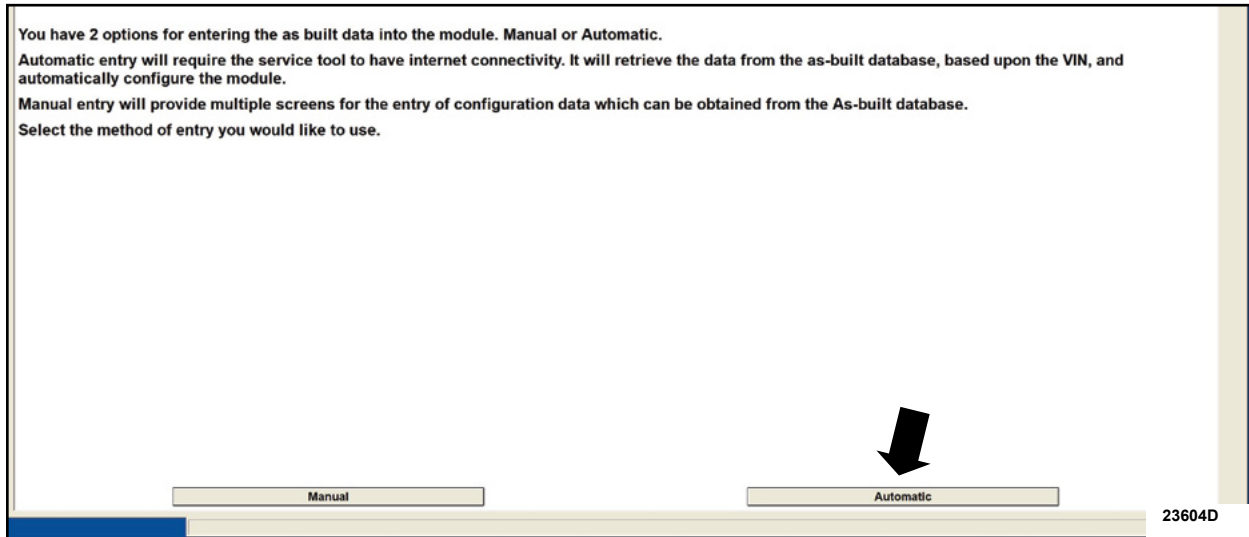 You have 2 options for entering the as built data into the module. Manual or Automatic.
Automatic entry will require the service tool to have internet connectivity. It will retrieve the data from the as-built database, based upon the VIN, and
automatically configure the module.
Manual entry will provide multiple screens for the entry of configuration data which can be obtained from the As-built database.
Select the method of entry you would like to use.
Manual
Automatic
23604D